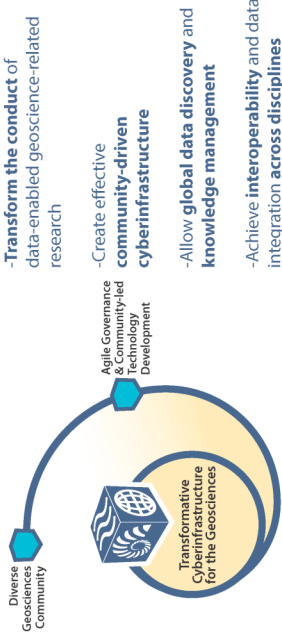 Diverse
Geosciences
Community
Agile Governance
& Community-led
Technology
Development
Transformative
Cyberinfrastructure
for the Geosciences
-Transform the conduct of
data-enabled geoscience-related
research
-Create effective
community-driven
cyberinfrastructure
-Allow global data discovery and
knowledge management
-Achieve interoperability and data
integration across disciplines